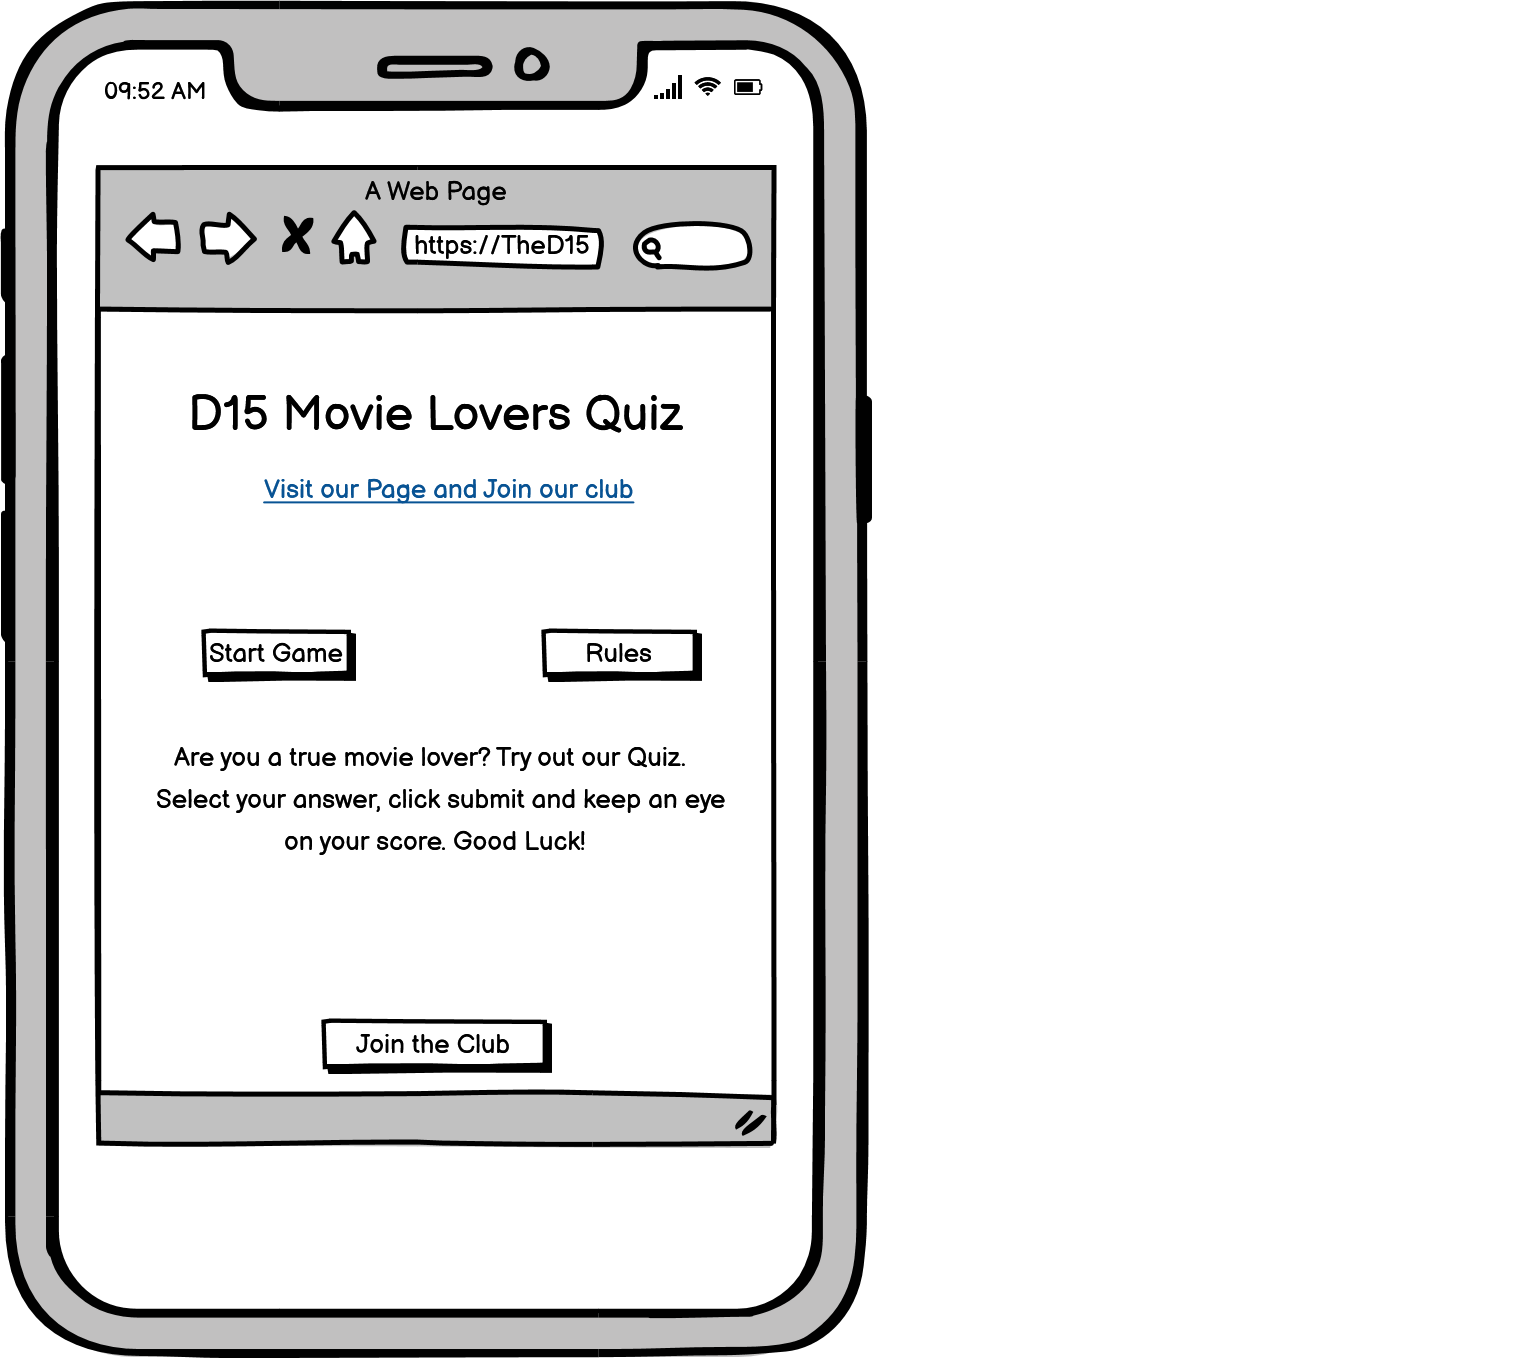 09:52 AM
A Web Page
https://TheD15
D15 Movie Lovers Quiz
Visit our Page and Join our club
Start Game
Rules
Are you a true movie lover? Try out our Quiz.
Select your answer, click submit and keep an eye
on your score. Good Luck!
Join the Club